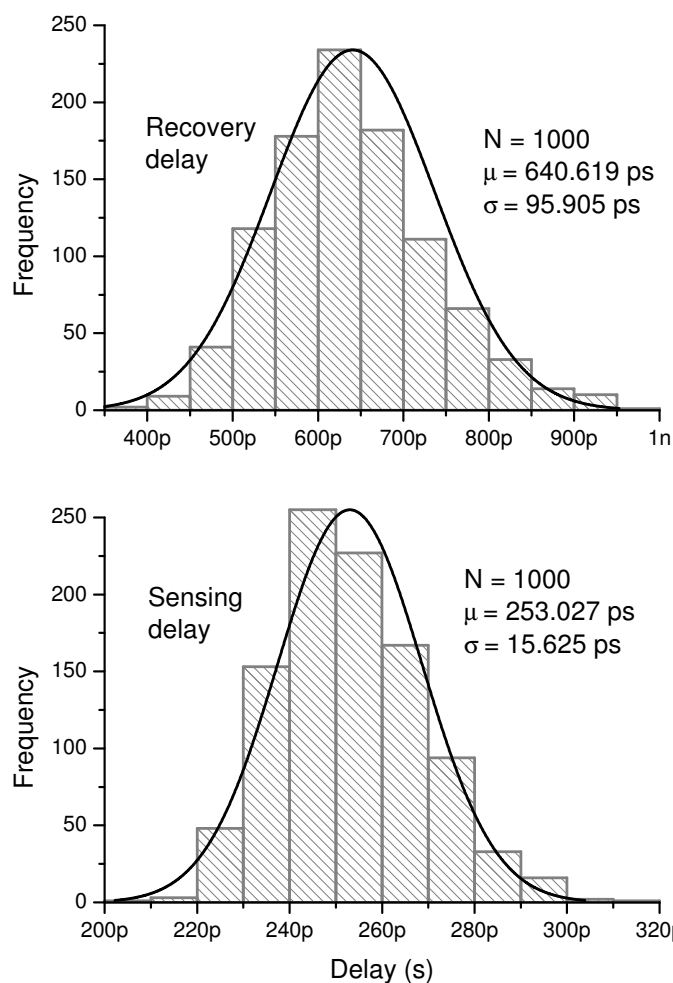 250
200
150
100
50
0
Frequency
Recovery
delay
N = 1000
μ = 640.619 ps
σ = 95.905 ps
400p 500p 600p 700p 800p 900p 1n
250
200
150
100
50
0
Frequency
Sensing
delay
N = 1000
μ = 253.027 ps
σ = 15.625 ps
200p 220p 240p 260p 280p 300p 320p
Delay (s)